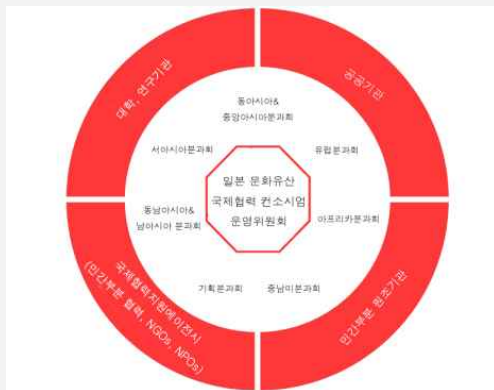 대학, 연구기관
공공기관
동아시아&
중앙아시아분과회
서아시아분과회
유럽분과회
일본 문화유산
국제협력 컨소시엄
운영위원회
동남아시아&
남아시아 분과회
아프리카분과회
기획분과회
중남미분과회
국제협력지원에이전시
(민간부분 협력, NGOs, NPOs)
민간부분 원조기관